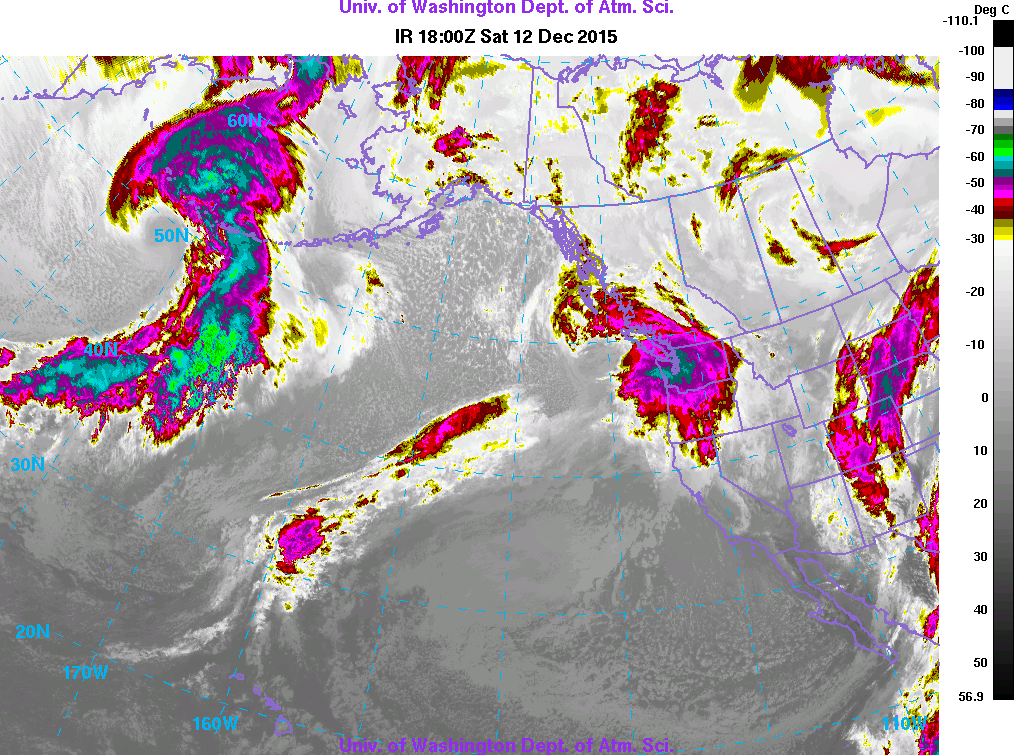 Univ. of Washington Dept. of Atm. Sci.
Deg C
-110.1
IR 18:00Z Sat 12 Dec 2015
-100
-90
-80
-70
60N
-60
-50
-40
50N
-30
-20
-10
40N
0
10
30N
20
30
40
20N
50
170W
56.9
160W
110W
Univ. of Washington Dept. of Atm. Sci.